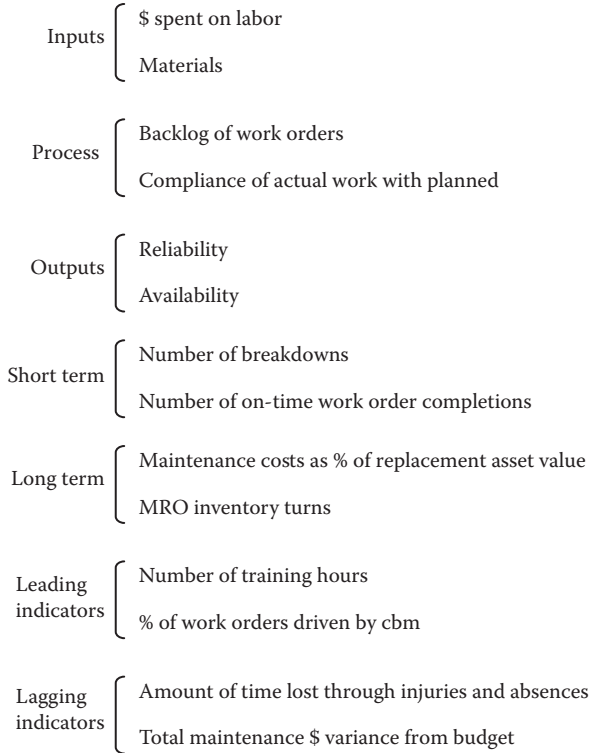 Inputs
$ spent on labor
Materials
Process
Backlog of work orders
Compliance of actual work with planned
Outputs
Reliability
Availability
Short term
Number of breakdowns
Number of on-time work order completions
Long term
Maintenance costs as % of replacement asset value
MRO inventory turns
Leading
indicators
Number of training hours
% of work orders driven by cbm
Lagging
indicators
Amount of time lost through injuries and absences
Total maintenance $ variance from budget